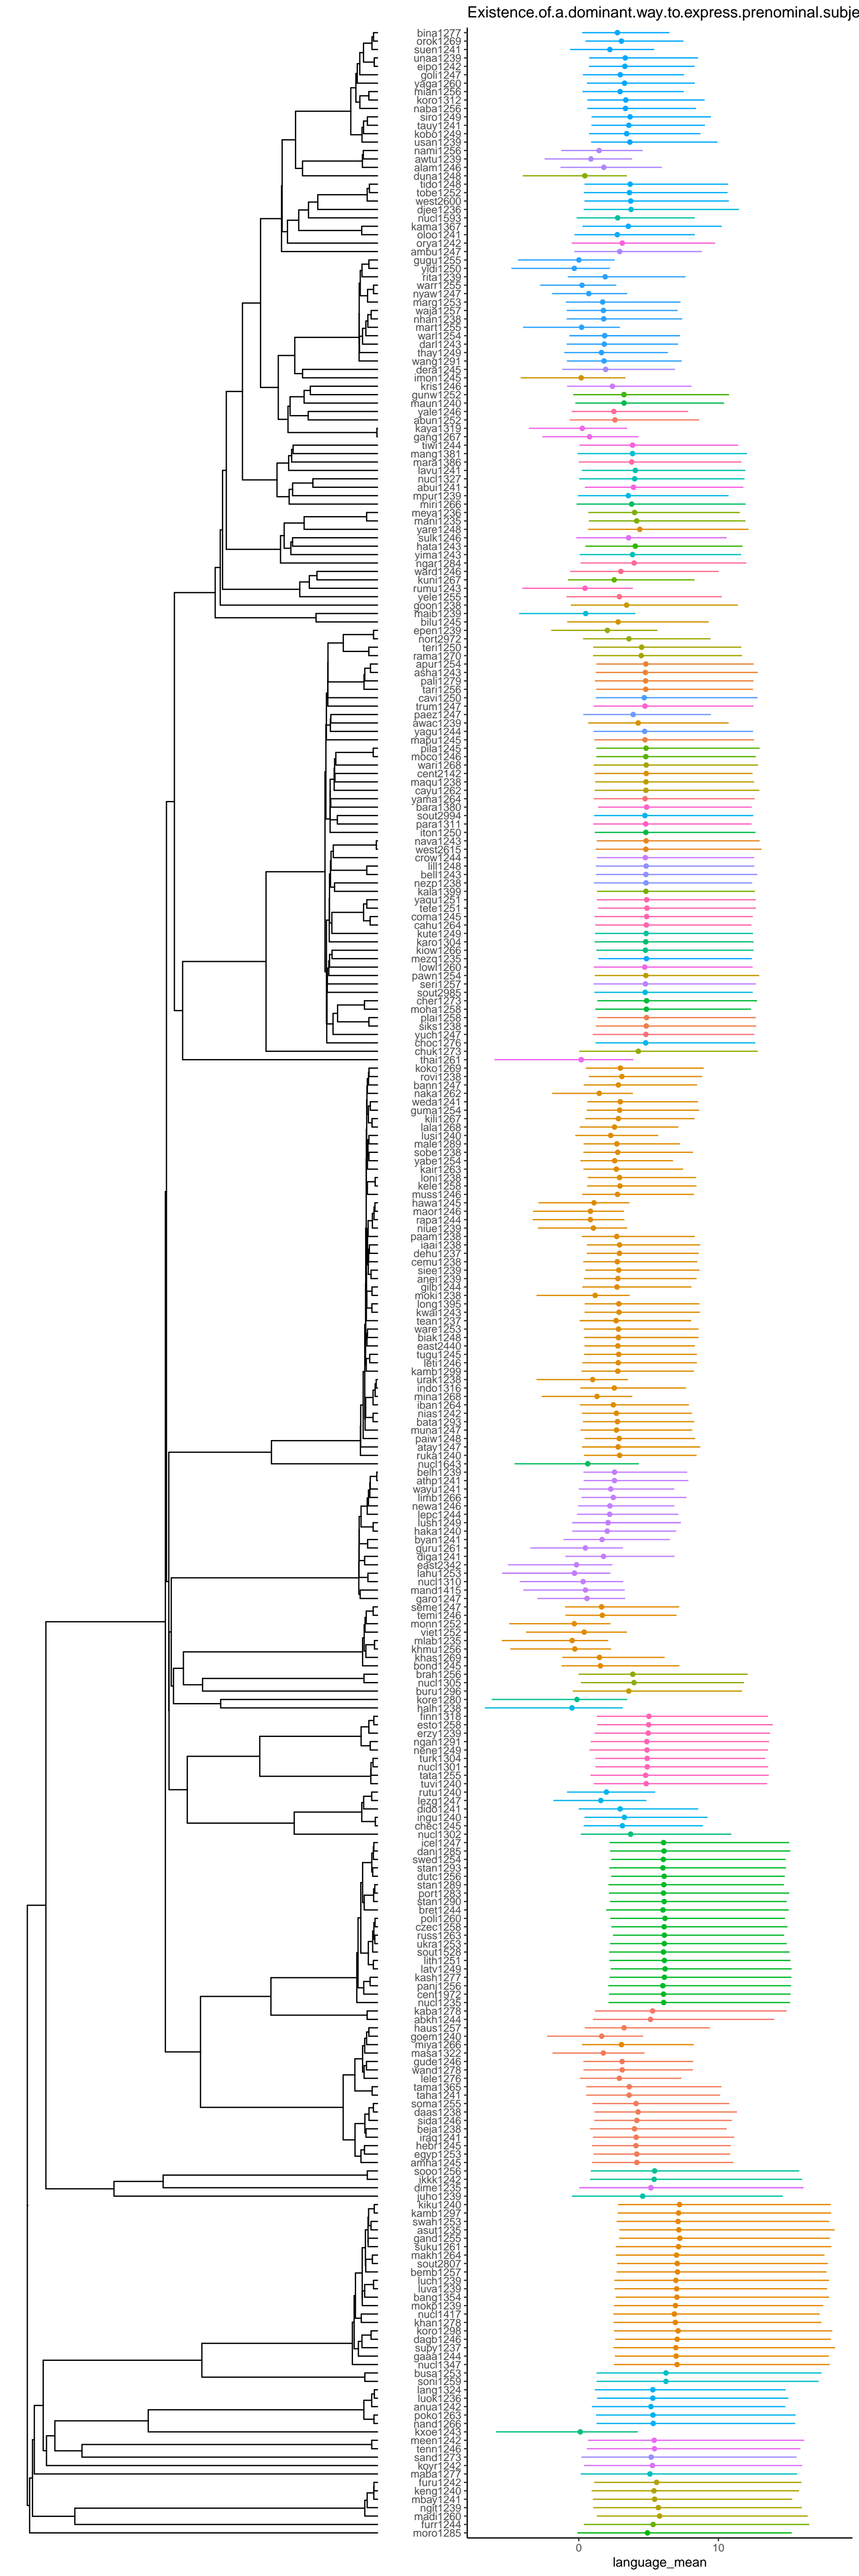 Existence.of.a.dominant.way.to.express.prenominal.subje
bina1277
orok1269
suen1241
unaa1239
eipo1242
goli1247
yaga1260
mian1256
koro1312
naba1256
siro1249
tauy1241
kobo1249
usan1239
nami1256
awtu1239
alam1246
duna1248
tido1248
tobe1252
west2600
djee1236
nucl1593
kama1367
oloo1241
orya1242
ambu1247
gugu1255
yidi1250
rita1239
warr1255
nyaw1247
marg1253
waja1257
nhan1238
mart1255
warl1254
darl1243
thay1249
wang1291
dera1245
imon1245
kris1246
gunw1252
maun1240
yale1246
abun1252
kaya1319
gang1267
tiwi1244
mang1381
mara1386
lavu1241
nucl1327
abui1241
mpur1239
miri1266
meya1236
mani1235
yare1248
sulk1246
hata1243
yima1243
ngar1284
ward1246
kuni1267
rumu1243
yele1255
goon1238
maib1239
bilu1245
epen1239
nort2972
teri1250
rama1270
apur1254
asha1243
pali1279
tari1256
cavi1250
trum1247
paez1247
awac1239
yagu1244
mapu1245
pila1245
moco1246
wari1268
cent2142
maqu1238
cayu1262
yama1264
bara1380
sout2994
para1311
iton1250
nava1243
west2615
crow1244
lill1248
bell1243
nezp1238
kala1399
yaqu1251
tete1251
coma1245
cahu1264
kute1249
karo1304
kiow1266
mezq1235
lowl1260
pawn1254
seri1257
sout2985
cher1273
moha1258
plai1258
siks1238
yuch1247
choc1276
chuk1273
thai1261
koko1269
rovi1238
bann1247
naka1262
weda1241
guma1254
kili1267
lala1268
lusi1240
male1289
sobe1238
yabe1254
kair1263
loni1238
kele1258
muss1246
hawa1245
maor1246
rapa1244
niue1239
paam1238
iaai1238
dehu1237
cemu1238
siee1239
anei1239
gilb1244
moki1238
long1395
kwai1243
tean1237
ware1253
biak1248
east2440
tugu1245
leti1246
kamb1299
urak1238
indo1316
mina1268
iban1264
nias1242
bata1293
muna1247
paiw1248
atay1247
ruka1240
nucl1643
belh1239
athp1241
wayu1241
limb1266
newa1246
lepc1244
lush1249
haka1240
byan1241
guru1261
diga1241
east2342
lahu1253
nucl1310
mand1415
garo1247
seme1247
temi1246
monn1252
viet1252
mlab1235
khmu1256
khas1269
bond1245
brah1256
nucl1305
buru1296
kore1280
halh1238
finn1318
esto1258
erzy1239
ngan1291
nene1249
turk1304
nucl1301
tata1255
tuvi1240
rutu1240
lezg1247
dido1241
ingu1240
chec1245
nucl1302
icel1247
dani1285
swed1254
stan1293
dutc1256
stan1289
port1283
stan1290
bret1244
poli1260
czec1258
russ1263
ukra1253
sout1528
lith1251
latv1249
kash1277
panj1256
cent1972
nucl1235
kaba1278
abkh1244
haus1257
goem1240
miya1266
masa1322
gude1246
wand1278
lele1276
tama1365
taha1241
soma1255
daas1238
sida1246
beja1238
iraq1241
hebr1245
egyp1253
amha1245
sooo1256
ikkk1242
dime1235
juho1239
kiku1240
kamb1297
swah1253
asut1235
gand1255
suku1261
makh1264
sout2807
bemb1257
luch1239
luva1239
bang1354
mokp1239
nucl1417
khan1278
koro1298
dagb1246
supy1237
gaaa1244
nucl1347
busa1253
soni1259
lang1324
luok1236
anua1242
poko1263
nand1266
kxoe1243
meen1242
tenn1246
sand1273
koyr1242
maba1277
furu1242
keng1240
mbay1241
ngit1239
madi1260
furr1244
moro1285
0 10
language_mean